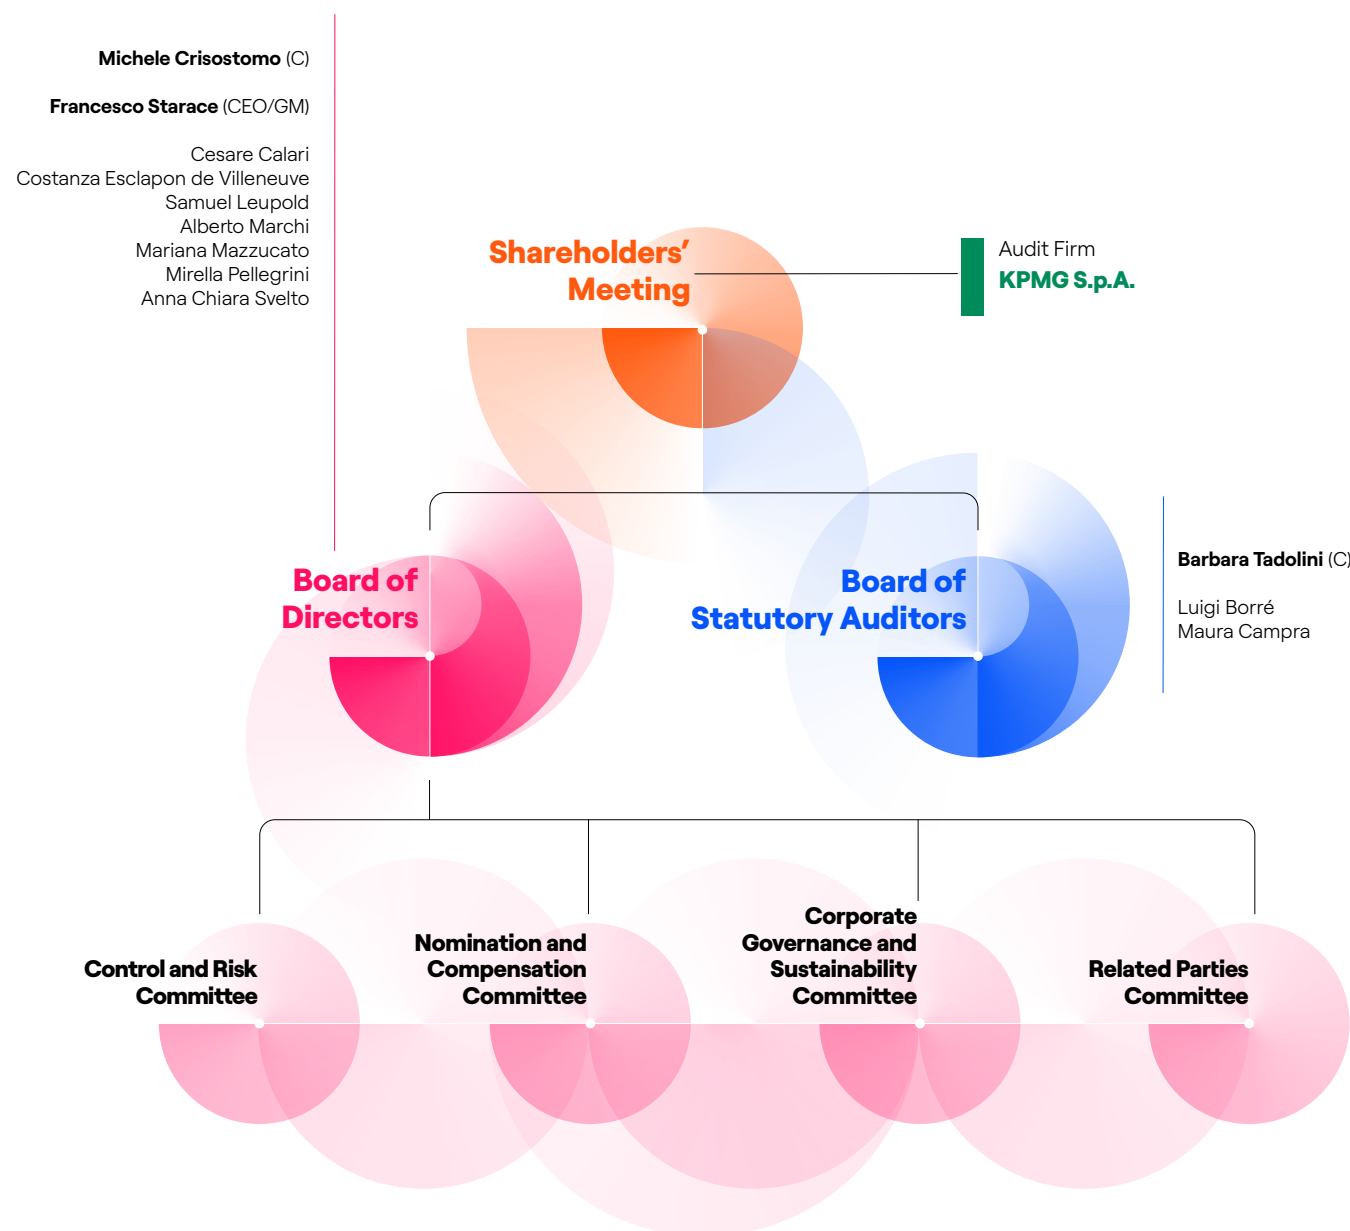 Michele Crisostomo (C)
Francesco Starace (CEO/GM)
Cesare Calari
Costanza Esclapon de Villeneuve
Samuel Leupold
Alberto Marchi
Mariana Mazzucato
Mirella Pellegrini
Anna Chiara Svelto
Shareholders’
Meeting
Audit Firm
KPMG S.p.A.
Board of
Directors
Board of
Statutory Auditors
Barbara Tadolini (C)
Luigi Borré
Maura Campra
Control and Risk
Committee
Nomination and
Compensation
Committee
Corporate
Governance and
Sustainability
Committee
Related Parties
Committee